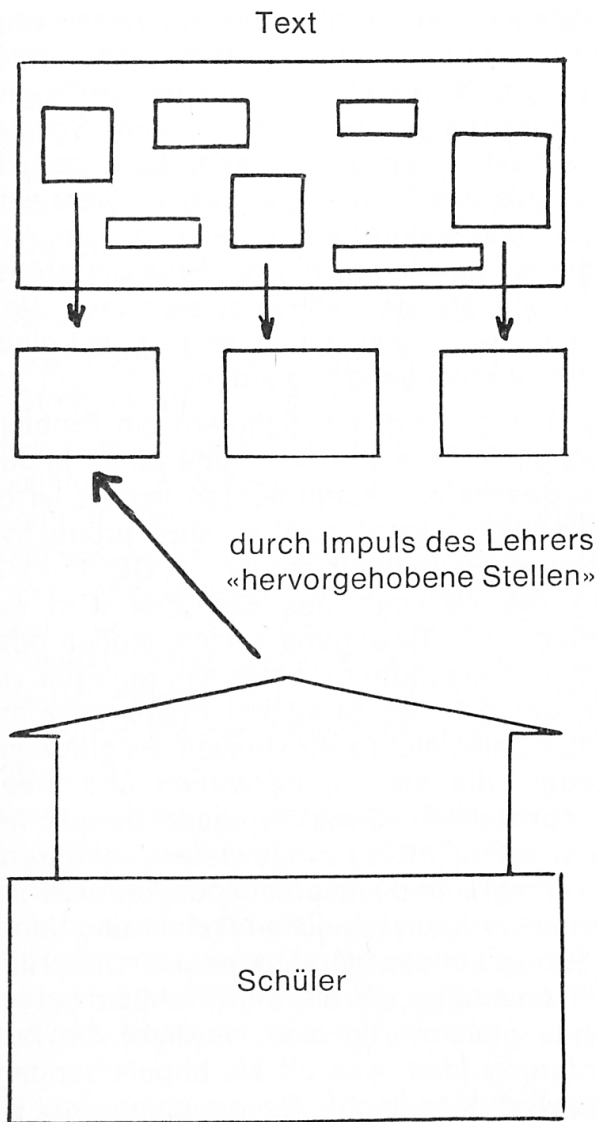 Text
durch Impuls des Lehrers
«hervorgehobene Stellen»
Schüler